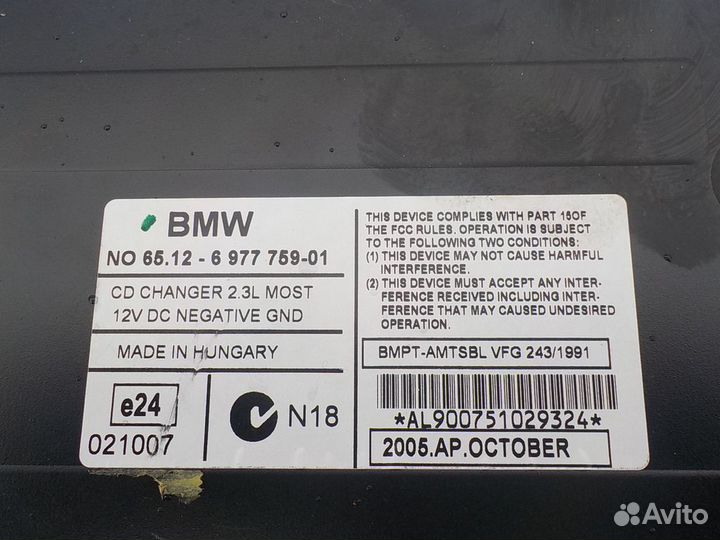 BMW
NO 65.12 - 6 977 759-01
CD CHANGER 2.3L MOST
12V DC NEGATIVE GND
MADE IN HUNGARY
e24
021007
N18
THIS DEVICE COMPLIES WITH PART 15OF
THE FCC RULES. OPERATION IS SUBJECT
TO THE FOLLOWING TWO CONDITIONS:
(1) THIS DEVICE MAY NOT CAUSE HARMFUL
INTERFERENCE.
(2) THIS DEVICE MUST ACCEPT ANY INTER-
FERENCE RECEIVED INCLUDING INTER-
FERENCE THAT MAY CAUSED UNDESIRED
OPERATION.
BMPT-AMTSBL VFG 243/1991
*AL900751029324*
2005.AP.OCTOBER
Avito